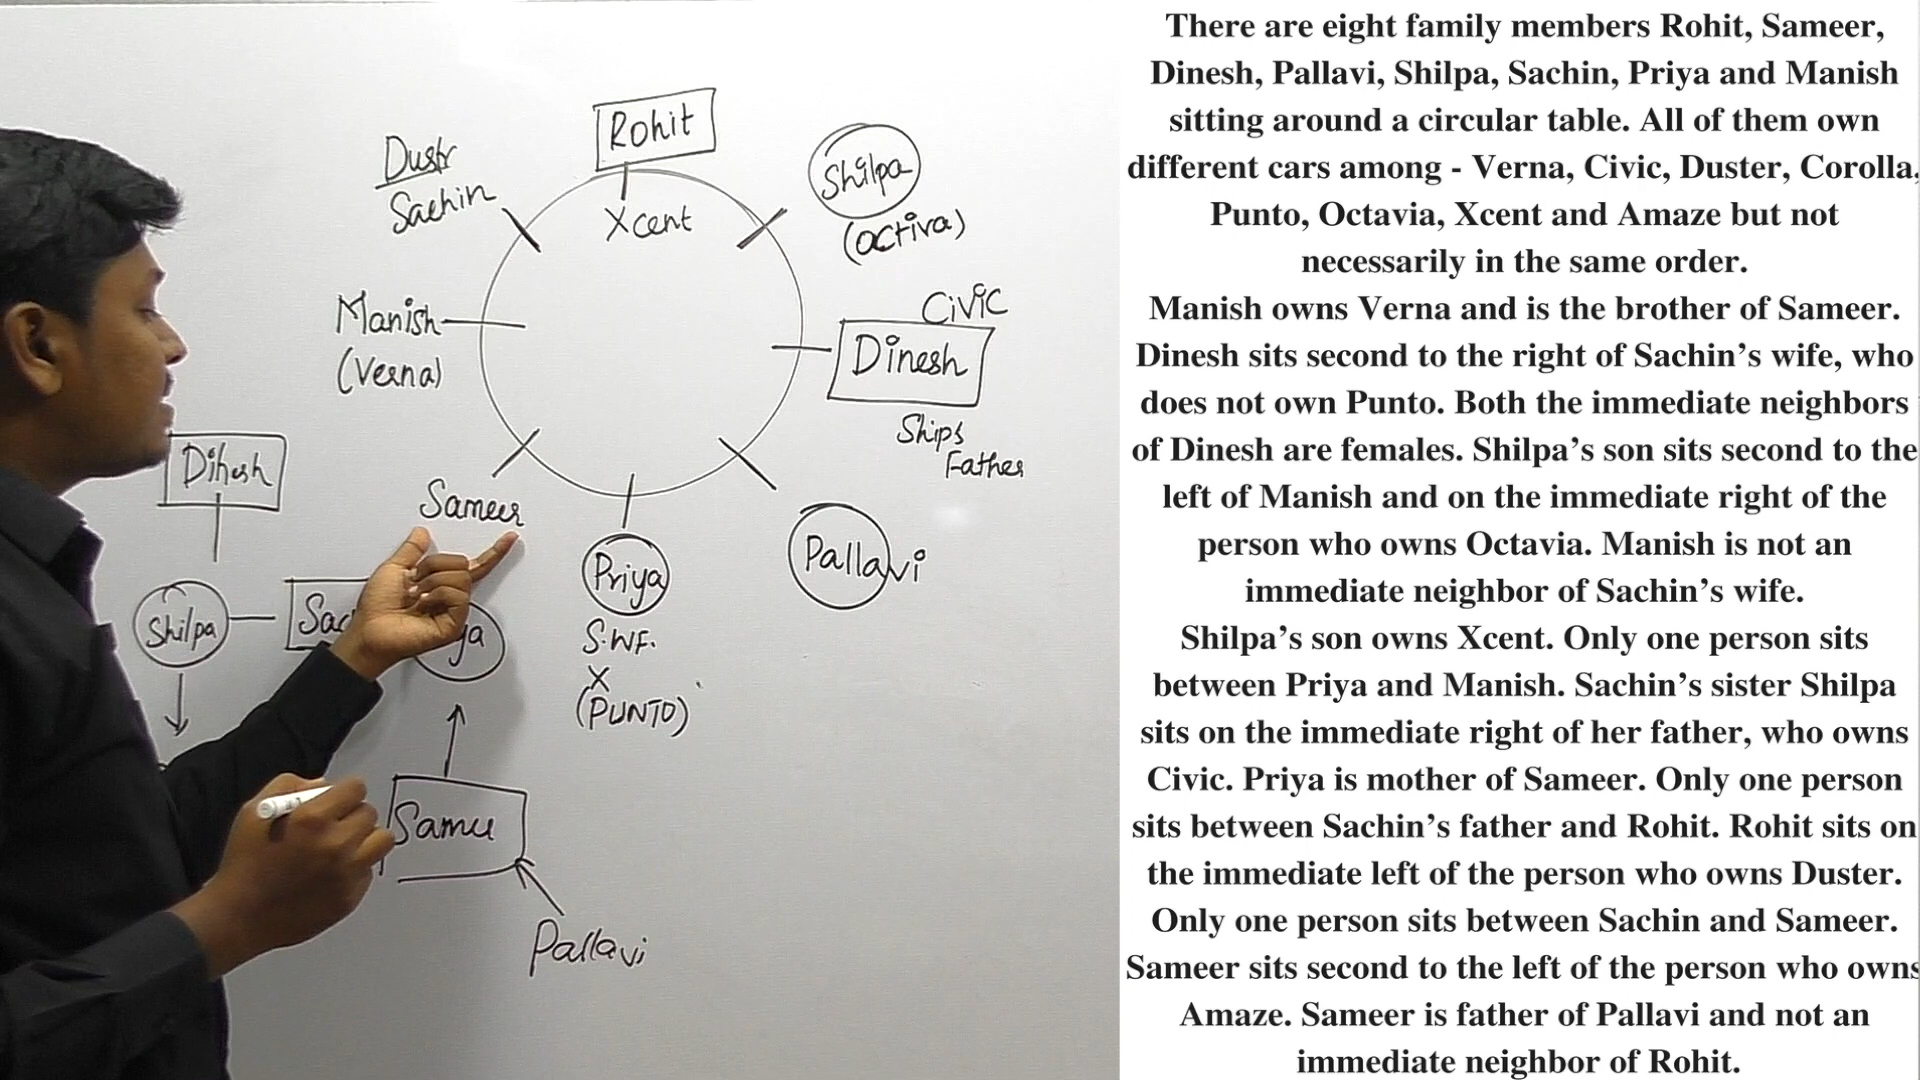 Rohit
Dustr
Sachin
Xcent
Shilpa
(activa)
Manish
(Verna)
Civic
Dinesh
Ships
Father
Dinesh
Sameer
Pallavi
Priya
S.WF.
X
(PUNTO)
Shilpa
Samu
Pallavi
There are eight family members Rohit, Sameer,
Dinesh, Pallavi, Shilpa, Sachin, Priya and Manish
sitting around a circular table. All of them own
different cars among - Verna, Civic, Duster, Corolla,
Punto, Octavia, Xcent and Amaze but not
necessarily in the same order.
Manish owns Verna and is the brother of Sameer.
Dinesh sits second to the right of Sachin’s wife, who
does not own Punto. Both the immediate neighbors
of Dinesh are females. Shilpa’s son sits second to the
left of Manish and on the immediate right of the
person who owns Octavia. Manish is not an
immediate neighbor of Sachin’s wife.
Shilpa’s son owns Xcent. Only one person sits
between Priya and Manish. Sachin’s sister Shilpa
sits on the immediate right of her father, who owns
Civic. Priya is mother of Sameer. Only one person
sits between Sachin’s father and Rohit. Rohit sits on
the immediate left of the person who owns Duster.
Only one person sits between Sachin and Sameer.
Sameer sits second to the left of the person who owns
Amaze. Sameer is father of Pallavi and not an
immediate neighbor of Rohit.